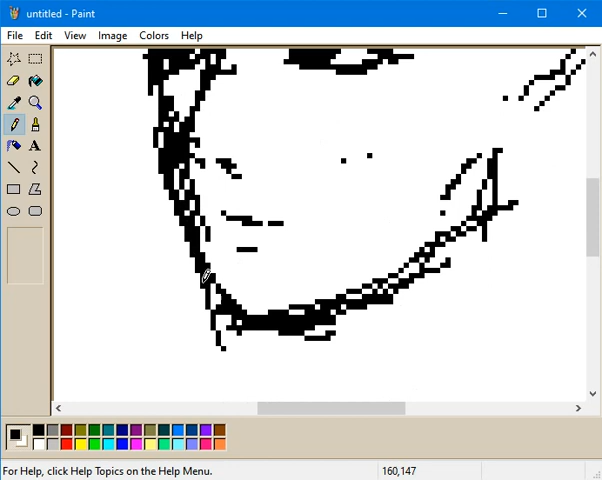 untitled - Paint
File Edit View Image Colors Help
A
For Help, click Help Topics on the Help Menu. 160,147